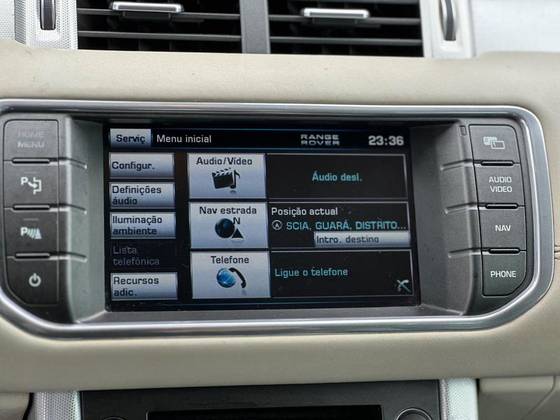 HOME
MENU
Serviç
Menu inicial
RANGE
ROVER
23:36
Configur.
Definições
áudio
Iluminação
ambiente
Lista
telefónica
Recursos
adic.
Audio/Vídeo
Áudio desl.
Nav estrada
N
Posição actual
SCIA, GUARÁ, DISTRITO...
Intro. destino
Telefone
Ligue o telefone
P
P
AUDIO
VIDEO
NAV
PHONE